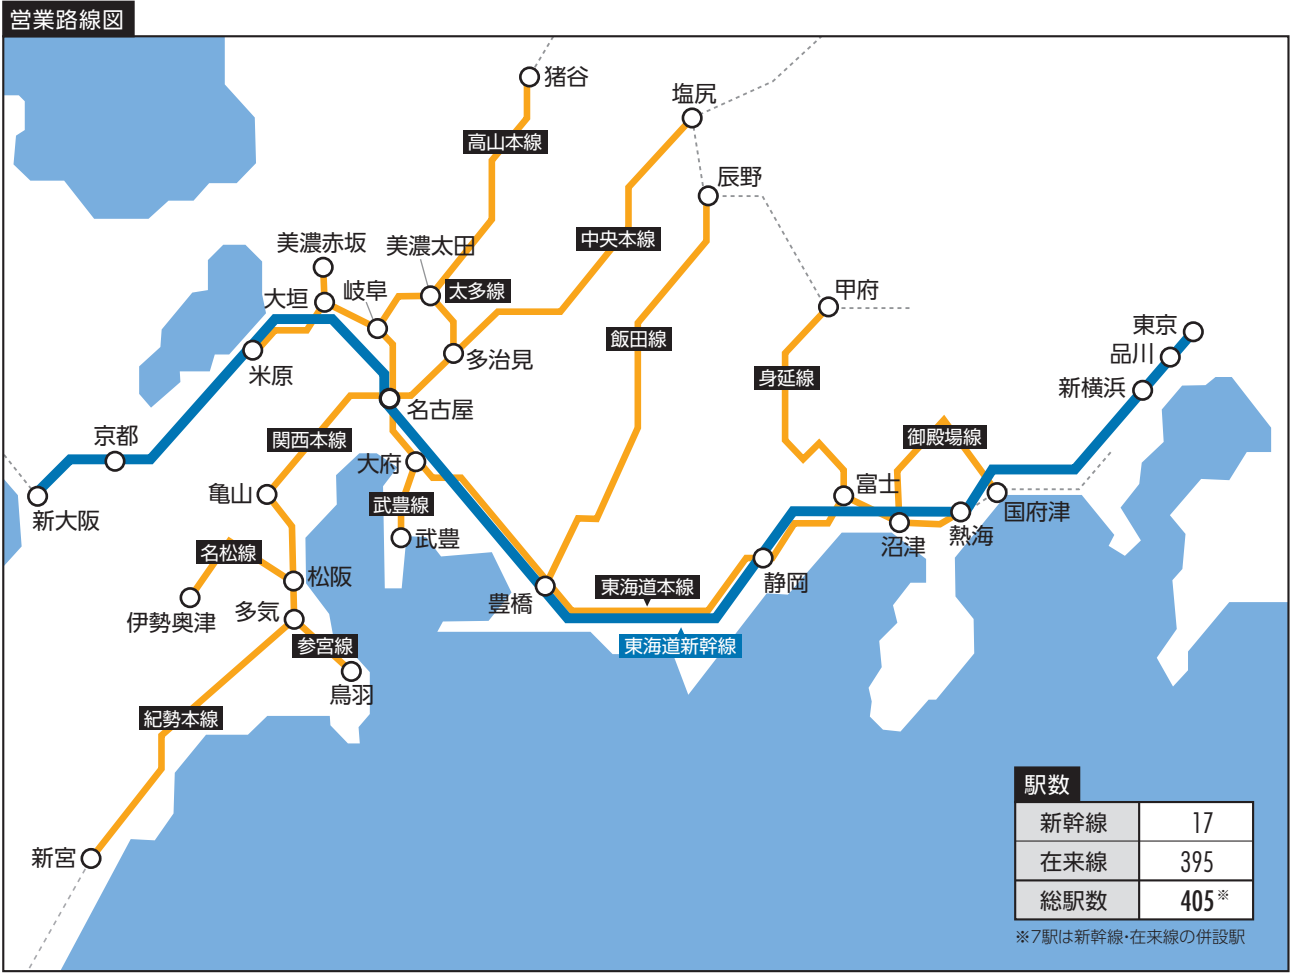 営業路線図
猪谷
塩尻
高山本線
辰野
美濃赤坂
美濃太田
中央本線
大垣
岐阜
太多線
甲府
東京
飯田線
品川
米原
多治見
身延線
新横浜
名古屋
京都
関西本線
御殿場線
大府
新大阪
亀山
武豊線
富士
国府津
武豊
沼津
熱海
名松線
松阪
静岡
東海道本線
豊橋
伊勢奥津
多気
参宮線
東海道新幹線
鳥羽
紀勢本線
新宮
駅数
新幹線 17
在来線 395
総駅数 405※
※7駅は新幹線・在来線の併設駅